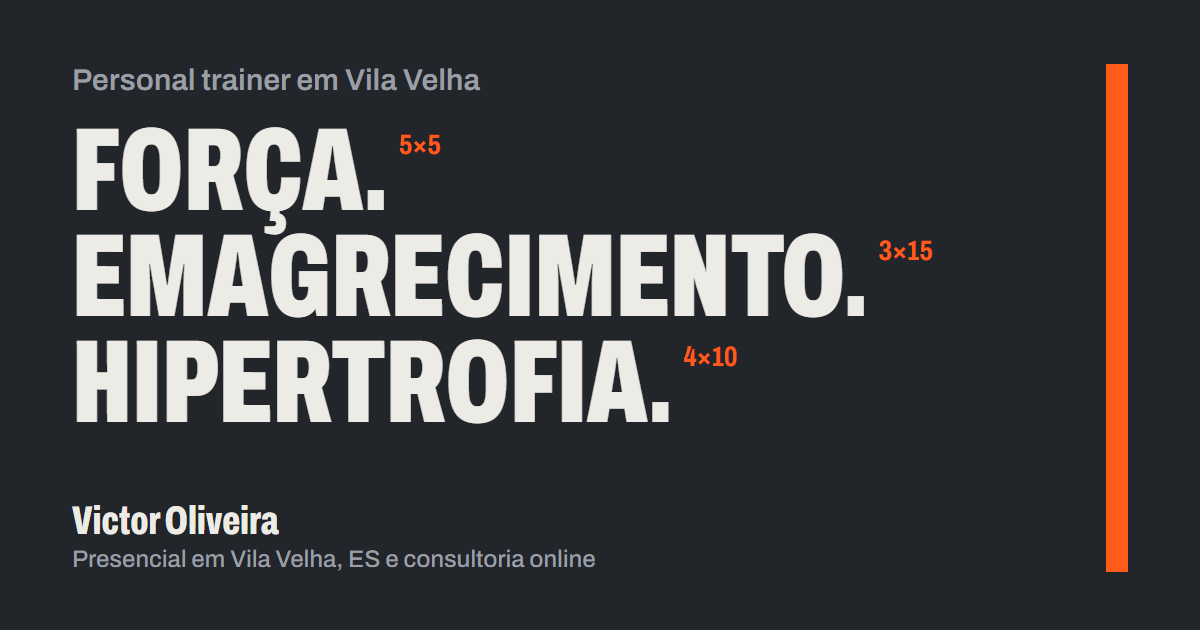 Personal trainer em Vila Velha
FORÇA. 5×5
EMAGRECIMENTO. 3×15
HIPERTROFIA. 4×10
Victor Oliveira
Presencial em Vila Velha, ES e consultoria online